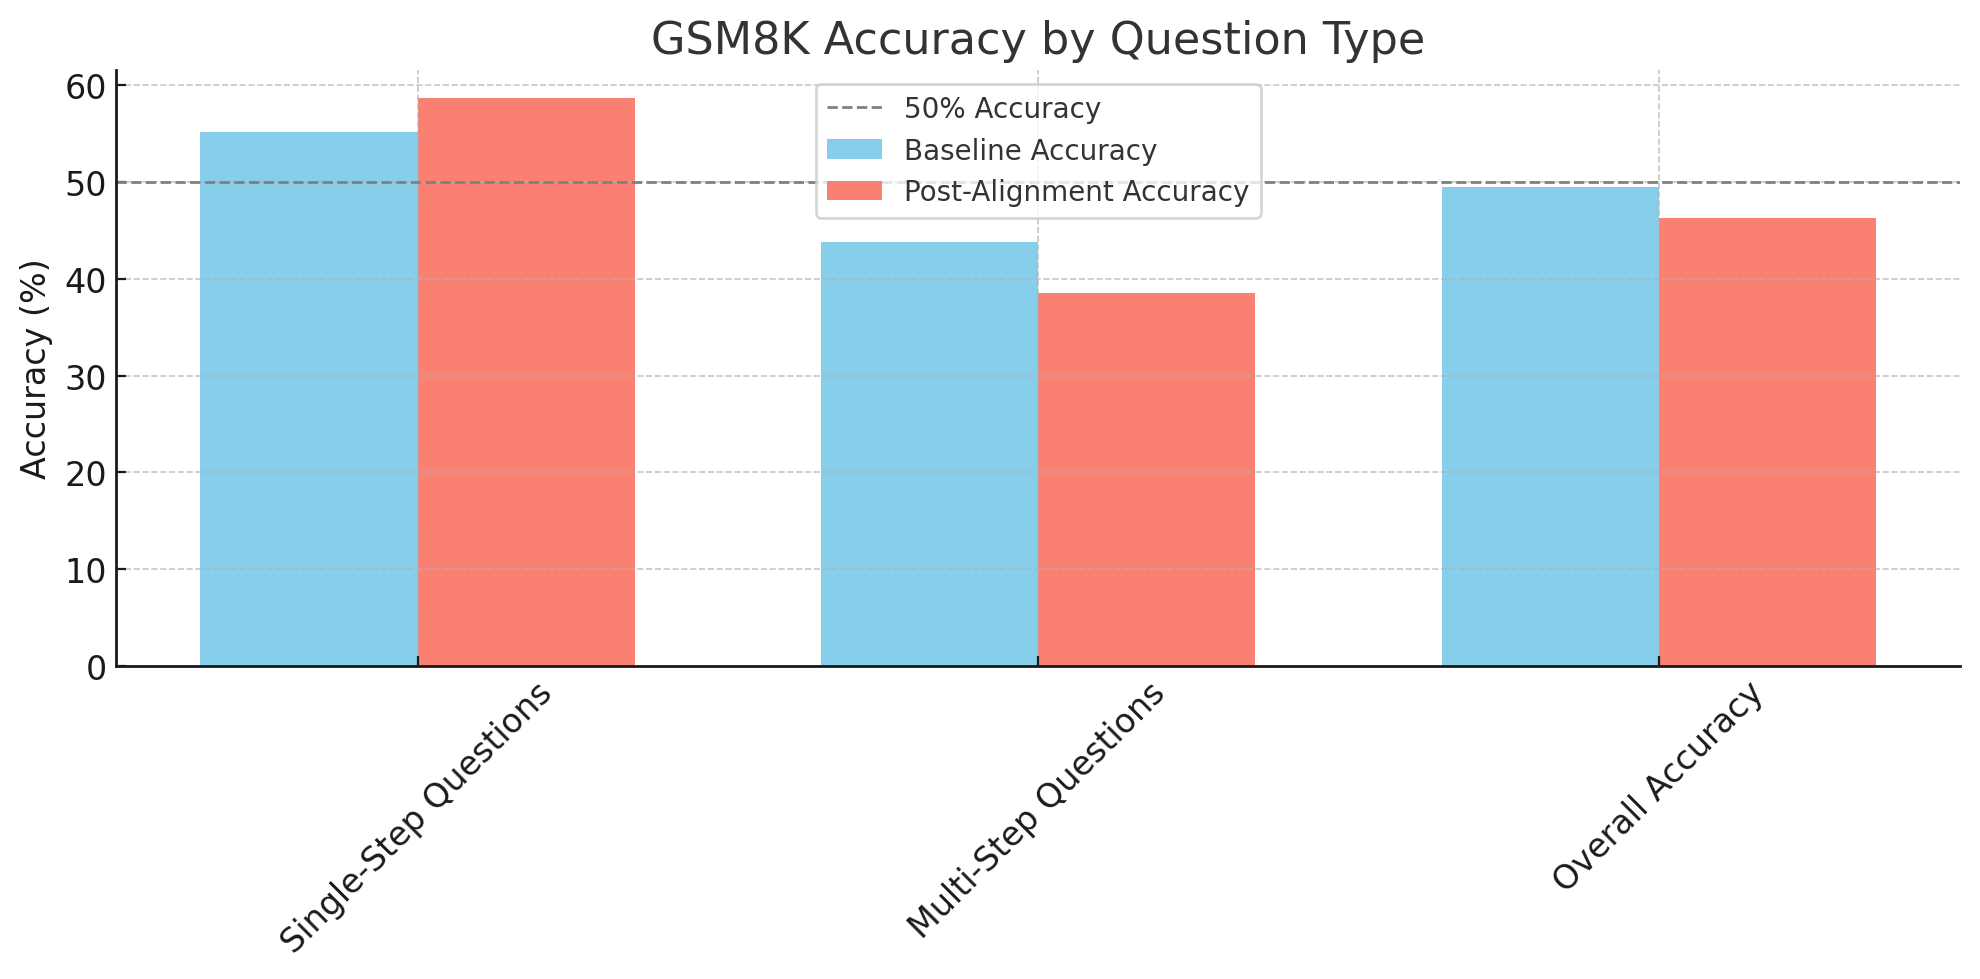 GSM8K Accuracy by Question Type
50% Accuracy
Baseline Accuracy
Post-Alignment Accuracy
Accuracy (%)
60
50
40
30
20
10
0
Single-Step Questions
Multi-Step Questions
Overall Accuracy